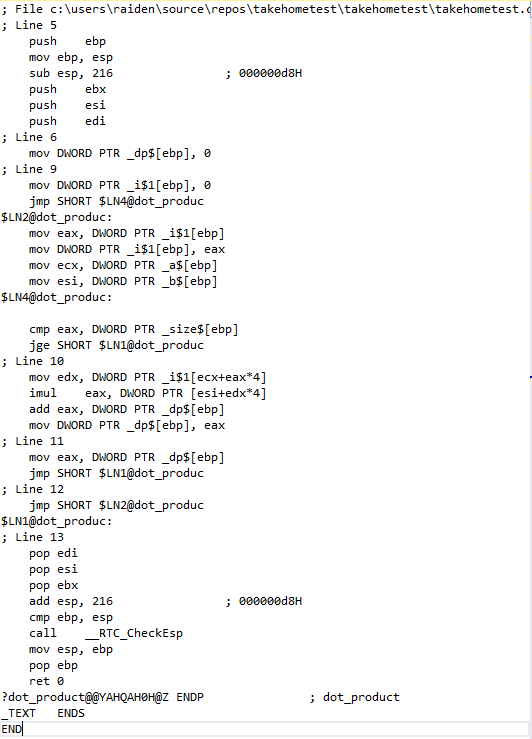 ; File c:\users\raiden\source\repos\takehometest\takehometest\takehometest.c
; Line 5
push ebp
mov ebp, esp
sub esp, 216 ; 000000d8H
push ebx
push esi
push edi
; Line 6
mov DWORD PTR _dp$[ebp], 0
; Line 9
mov DWORD PTR _i$1[ebp], 0
jmp SHORT $LN4@dot_produc
$LN2@dot_produc:
mov eax, DWORD PTR _i$1[ebp]
mov DWORD PTR _i$1[ebp], eax
mov ecx, DWORD PTR _a$[ebp]
mov esi, DWORD PTR _b$[ebp]
$LN4@dot_produc:
cmp eax, DWORD PTR _size$[ebp]
jge SHORT $LN1@dot_produc
; Line 10
mov edx, DWORD PTR _i$1[ecx+eax*4]
imul eax, DWORD PTR [esi+edx*4]
add eax, DWORD PTR _dp$[ebp]
mov DWORD PTR _dp$[ebp], eax
; Line 11
mov eax, DWORD PTR _dp$[ebp]
jmp SHORT $LN1@dot_produc
; Line 12
jmp SHORT $LN2@dot_produc
$LN1@dot_produc:
; Line 13
pop edi
pop esi
pop ebx
add esp, 216 ; 000000d8H
cmp ebp, esp
call __RTC_CheckEsp
mov esp, ebp
pop ebp
ret 0
?dot_product@@YAHQAH0H@Z ENDP ; dot_product
_TEXT ENDS
END